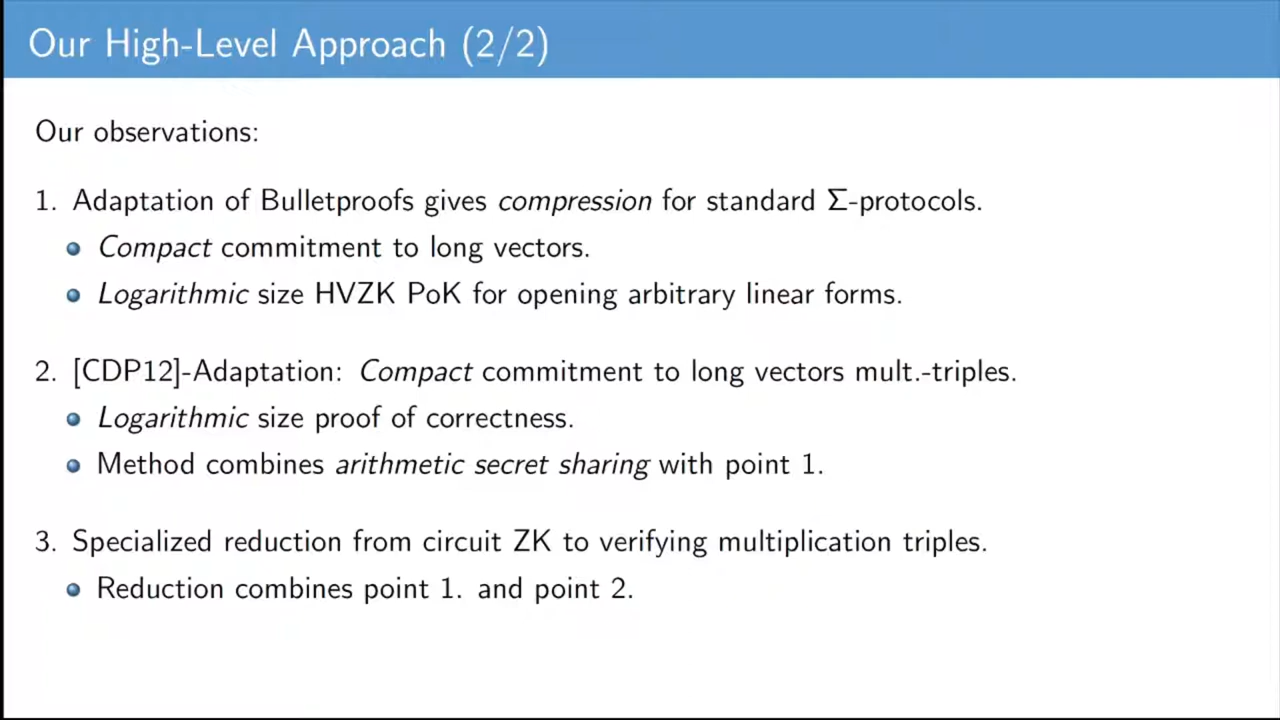 Our High-Level Approach (2/2)
Our observations:
1. Adaptation of Bulletproofs gives compression for standard Σ-protocols.
Compact commitment to long vectors.
Logarithmic size HVZK PoK for opening arbitrary linear forms.
2. [CDP12]-Adaptation: Compact commitment to long vectors mult.-triples.
Logarithmic size proof of correctness.
Method combines arithmetic secret sharing with point 1.
3. Specialized reduction from circuit ZK to verifying multiplication triples.
Reduction combines point 1. and point 2.